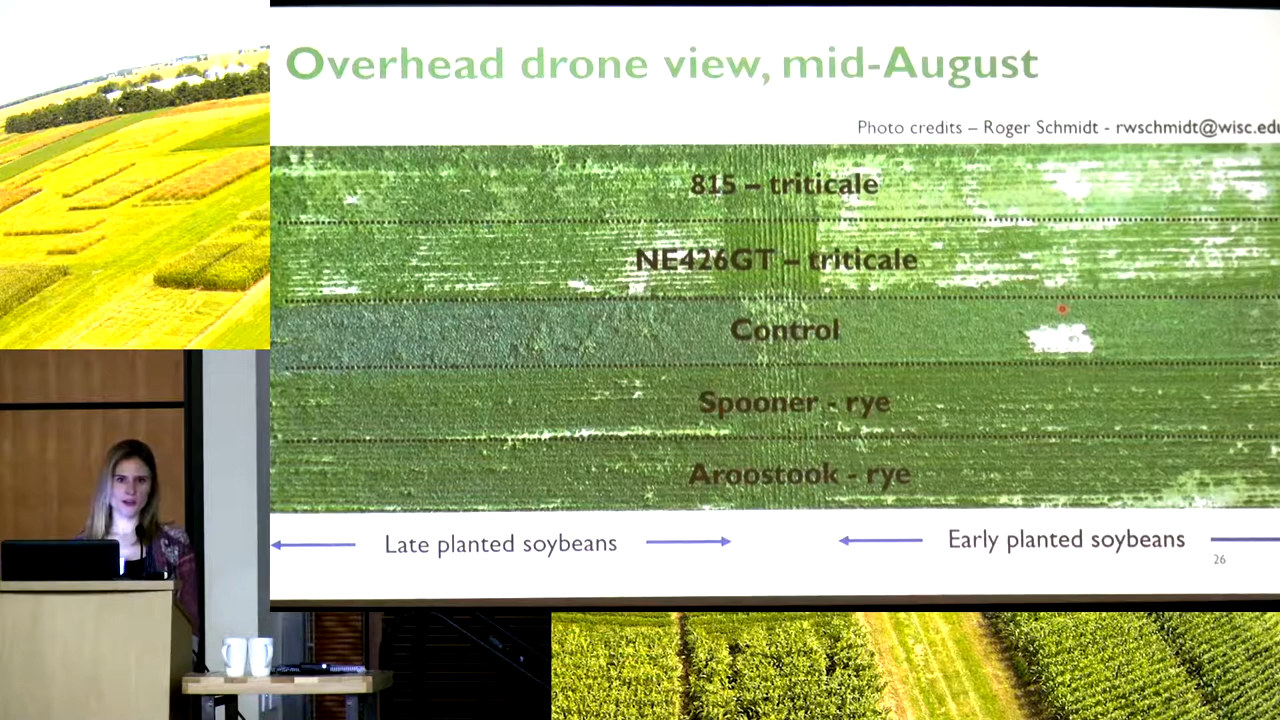 Overhead drone view, mid-August
Photo credits – Roger Schmidt - rwschmidt@wisc.edu
815 – triticale
NE426GT – triticale
Control
Spooner - rye
Aroostook - rye
Late planted soybeans
Early planted soybeans
26